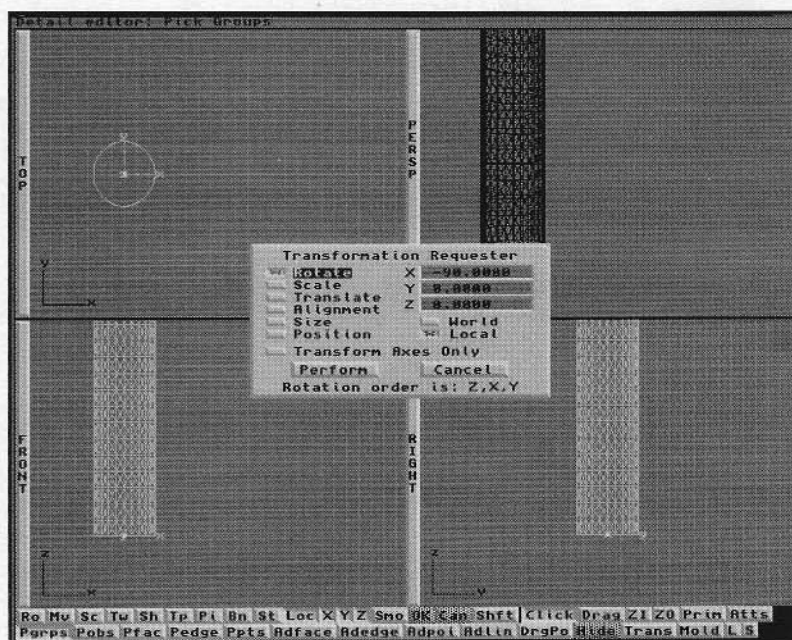 Detail editor: Pick Groups
TOP
PERSP
y
x
y
x
Transformation Requester
Rotate
Scale
Translate
Alignment
Size
Position
X -90.0000
Y 0.0000
Z 0.0000
World
Local
Transform Axes Only
Perform Cancel
Rotation order is: Z,X,Y
FRONT
RIGHT
z
x
z
y
Ro Mv Sc Tw Sh Tp Pi Bn St Loc X Y Z Smo OK Can Shft Click Drag ZI ZO Prim Atts
Pgrps Pobs Pfac Pedge Ppts Adface Adedge Adpoi Adlin DrgPo Hide Trans Mold L S